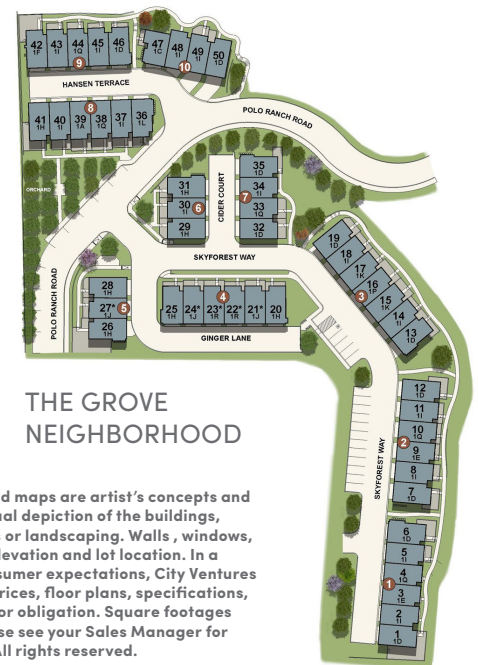 42 43 44 45 46
1F 1I 1Q 1I 1D
9
47 48 49 50
1C 1I 1I 1D
10
HANSEN TERRACE
8
41 40 39 38 37 36
1H 1I 1A 1Q 1I 1L
POLO RANCH ROAD
ORCHARD
31
1H
30
1I
29
1H
6
CIDER COURT
35
1D
34
1I
33
1Q
32
1D
7
SKYFOREST WAY
19
1D
18
1I
17
1K
16
1F
15
1K
14
1I
13
1D
3
POLO RANCH ROAD
28
1H
27*
1J
26
1H
5
4
25 24* 23* 22* 21* 20
1H 1J 1R 1R 1J 1H
GINGER LANE
12
1D
11
1I
10
1Q
9
1E
8
1I
7
1D
2
SKYFOREST WAY
6
1D
5
1I
4
1Q
3
1E
2
1I
1
1D
1
THE GROVE
NEIGHBORHOOD
d maps are artist's concepts and
ual depiction of the buildings,
, or landscaping. Walls , windows,
levation and lot location. In a
sumer expectations, City Ventures
rices, floor plans, specifications,
or obligation. Square footages
se see your Sales Manager for
All rights reserved.